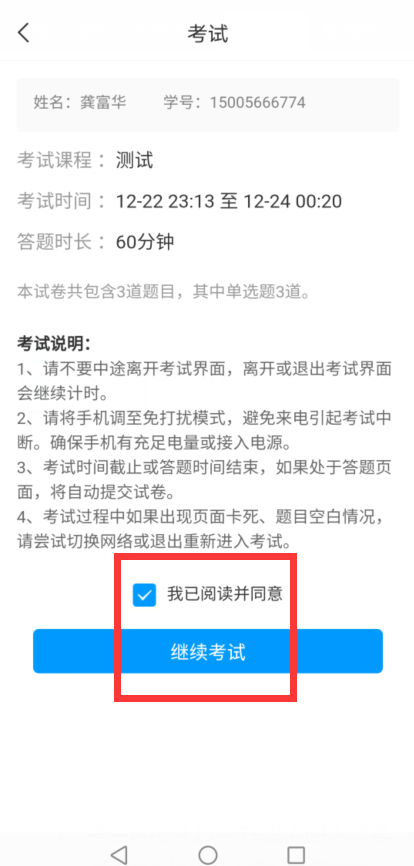 考试
姓名：龚富华 学号：15005666774
考试课程：测试
考试时间：12-22 23:13 至 12-24 00:20
答题时长：60分钟
本试卷共包含3道题目，其中单选题3道。
考试说明：
1、请不要中途离开考试界面，离开或退出考试界面
会继续计时。
2、请将手机调至免打扰模式，避免来电引起考试中
断。确保手机有充足电量或接入电源。
3、考试时间截止或答题时间结束，如果处于答题页
面，将自动提交试卷。
4、考试过程中如果出现页面卡死、题目空白情况，
请尝试切换网络或退出重新进入考试。
我已阅读并同意
继续考试